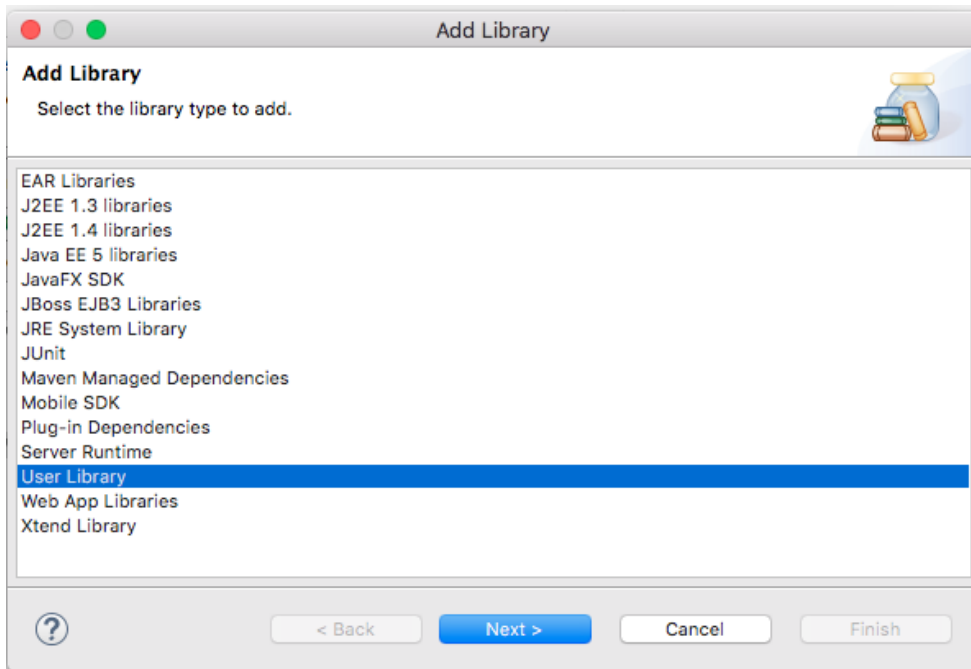 Add Library
Add Library
Select the library type to add.
EAR Libraries
J2EE 1.3 libraries
J2EE 1.4 libraries
Java EE 5 libraries
JavaFX SDK
JBoss EJB3 Libraries
JRE System Library
JUnit
Maven Managed Dependencies
Mobile SDK
Plug-in Dependencies
Server Runtime
User Library
Web App Libraries
Xtend Library
? < Back Next > Cancel Finish